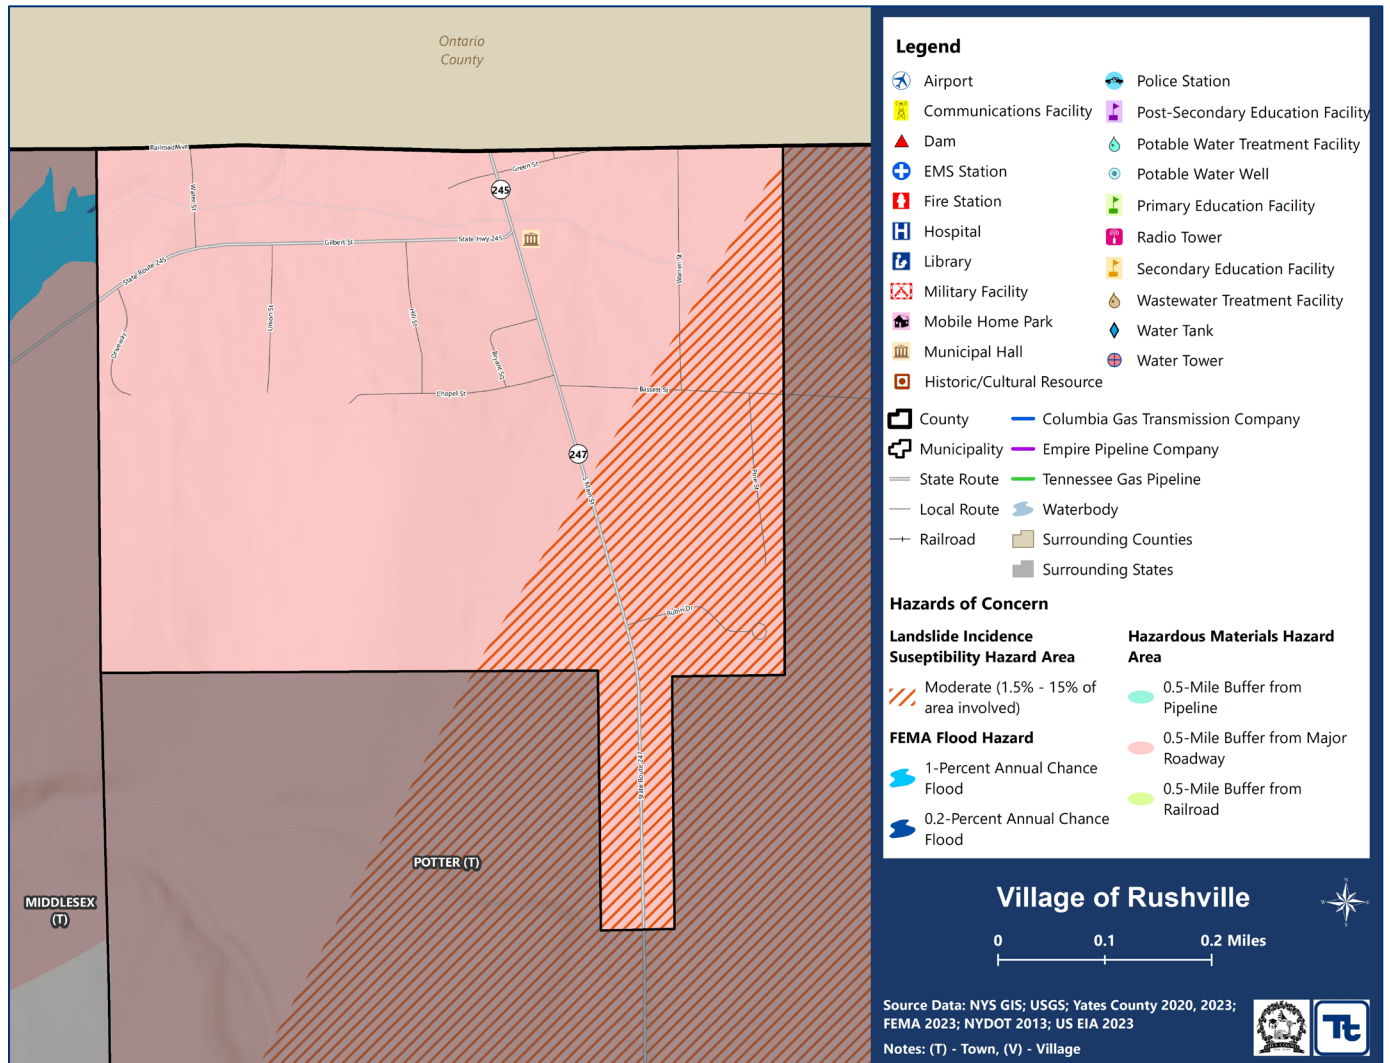 Ontario
County
Railroad Ave
Water St
Green St
245
Gilbert St
State Hwy 245
State Route 245
Warren St
Driveway
Union St
Hill St
Bryant Sq
Chapel St
Bassett St
247
S Main St
Pine St
Rubin Dr
State Route 247
POTTER (T)
MIDDLESEX
(T)
Legend
Airport
Communications Facility
Dam
EMS Station
Fire Station
Hospital
Library
Military Facility
Mobile Home Park
Municipal Hall
Historic/Cultural Resource
Police Station
Post-Secondary Education Facility
Potable Water Treatment Facility
Potable Water Well
Primary Education Facility
Radio Tower
Secondary Education Facility
Wastewater Treatment Facility
Water Tank
Water Tower
County
Municipality
State Route
Local Route
Railroad
Columbia Gas Transmission Company
Empire Pipeline Company
Tennessee Gas Pipeline
Waterbody
Surrounding Counties
Surrounding States
Hazards of Concern
Landslide Incidence
Suseptibility Hazard Area
Moderate (1.5% - 15% of
area involved)
FEMA Flood Hazard
1-Percent Annual Chance
Flood
0.2-Percent Annual Chance
Flood
Hazardous Materials Hazard
Area
0.5-Mile Buffer from
Pipeline
0.5-Mile Buffer from Major
Roadway
0.5-Mile Buffer from
Railroad
Village of Rushville
N
W E
S
0 0.1 0.2 Miles
Source Data: NYS GIS; USGS; Yates County 2020, 2023;
FEMA 2023; NYDOT 2013; US EIA 2023
Notes: (T) - Town, (V) - Village
Tt